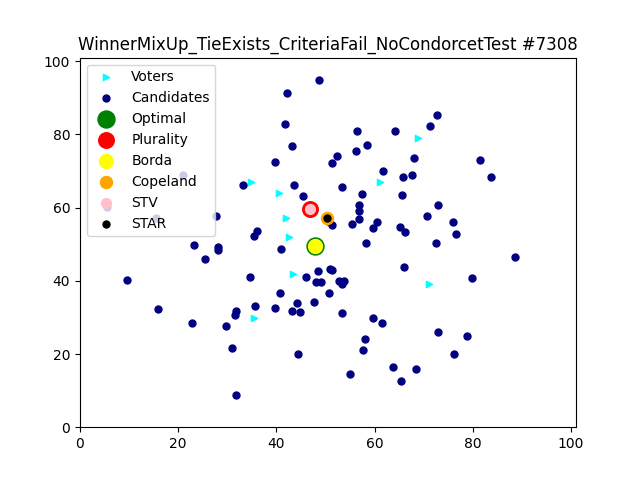 WinnerMixUp_TieExists_CriteriaFail_NoCondorcetTest #7308
100
80
60
40
20
0
0 20 40 60 80 100
Voters
Candidates
Optimal
Plurality
Borda
Copeland
STV
STAR